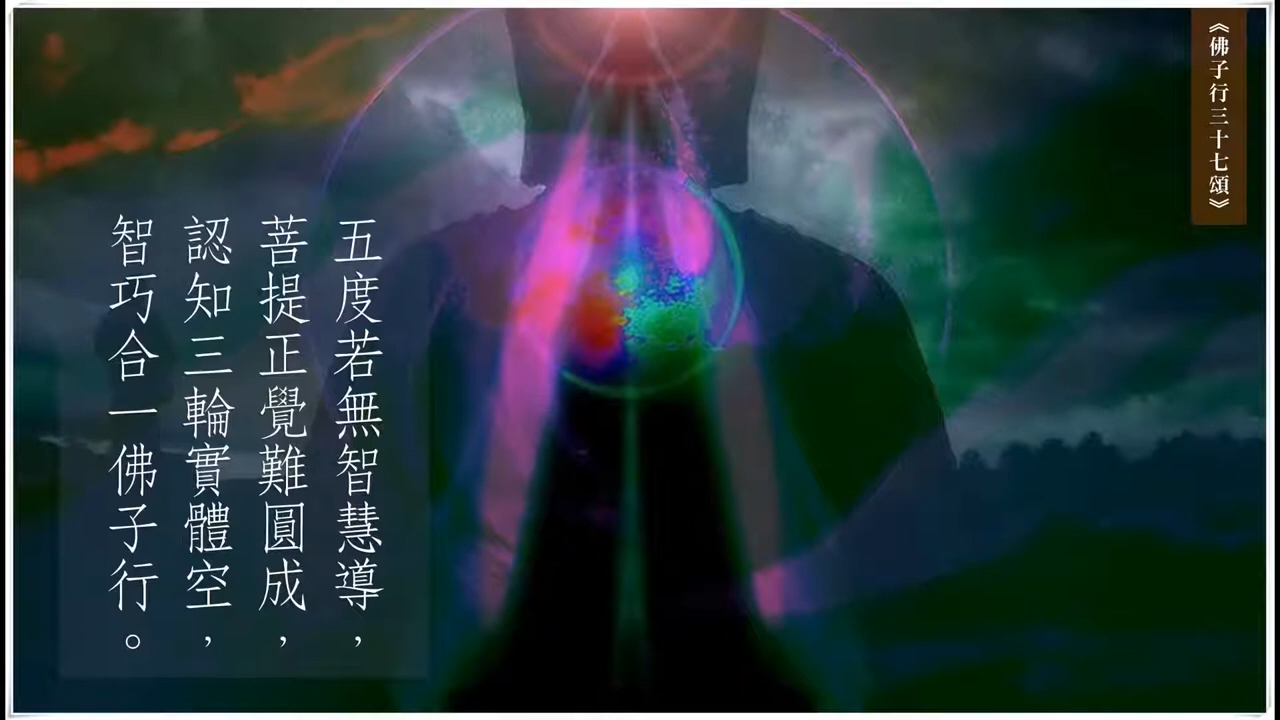 《佛子行三十七頌》
五度若無智慧導，
菩提正覺難圓成，
認知三輪實體空，
智巧合一佛子行。